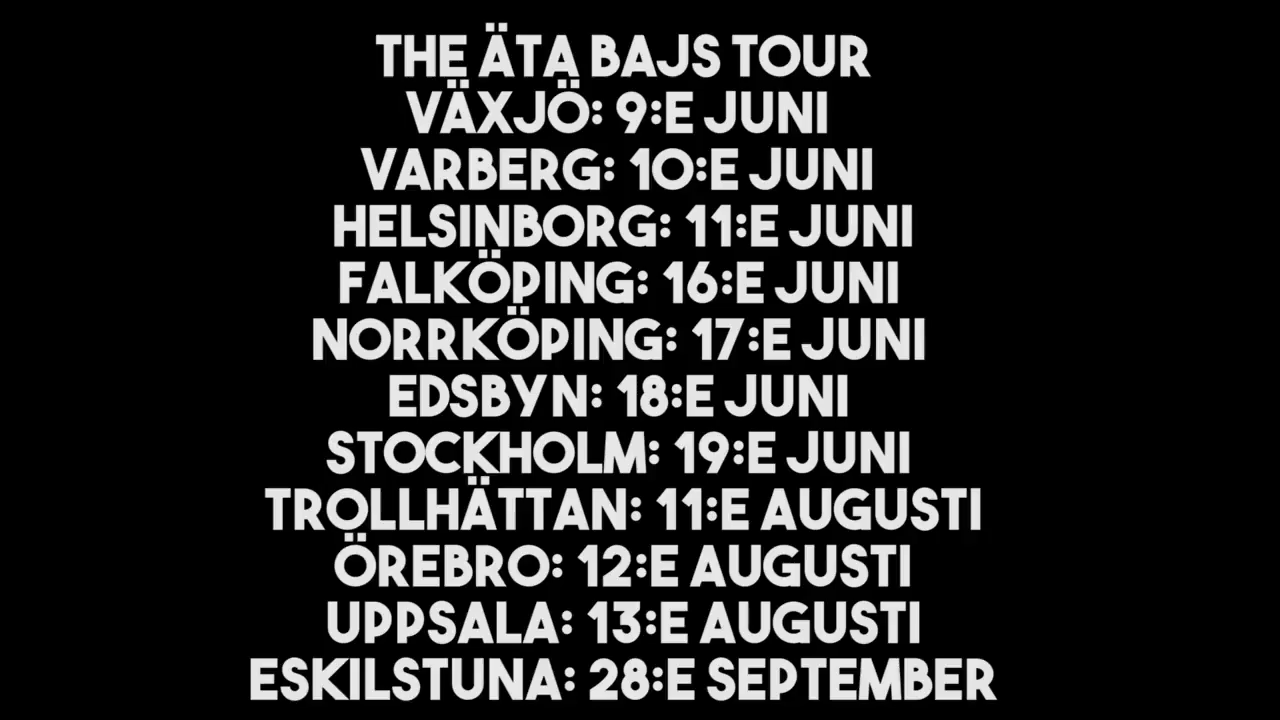 THE ÄTA BAJS TOUR
VÄXJÖ: 9:E JUNI
VARBERG: 10:E JUNI
HELSINBORG: 11:E JUNI
FALKÖPING: 16:E JUNI
NORRKÖPING: 17:E JUNI
EDSBYN: 18:E JUNI
STOCKHOLM: 19:E JUNI
TROLLHÄTTAN: 11:E AUGUSTI
ÖREBRO: 12:E AUGUSTI
UPPSALA: 13:E AUGUSTI
ESKILSTUNA: 28:E SEPTEMBER